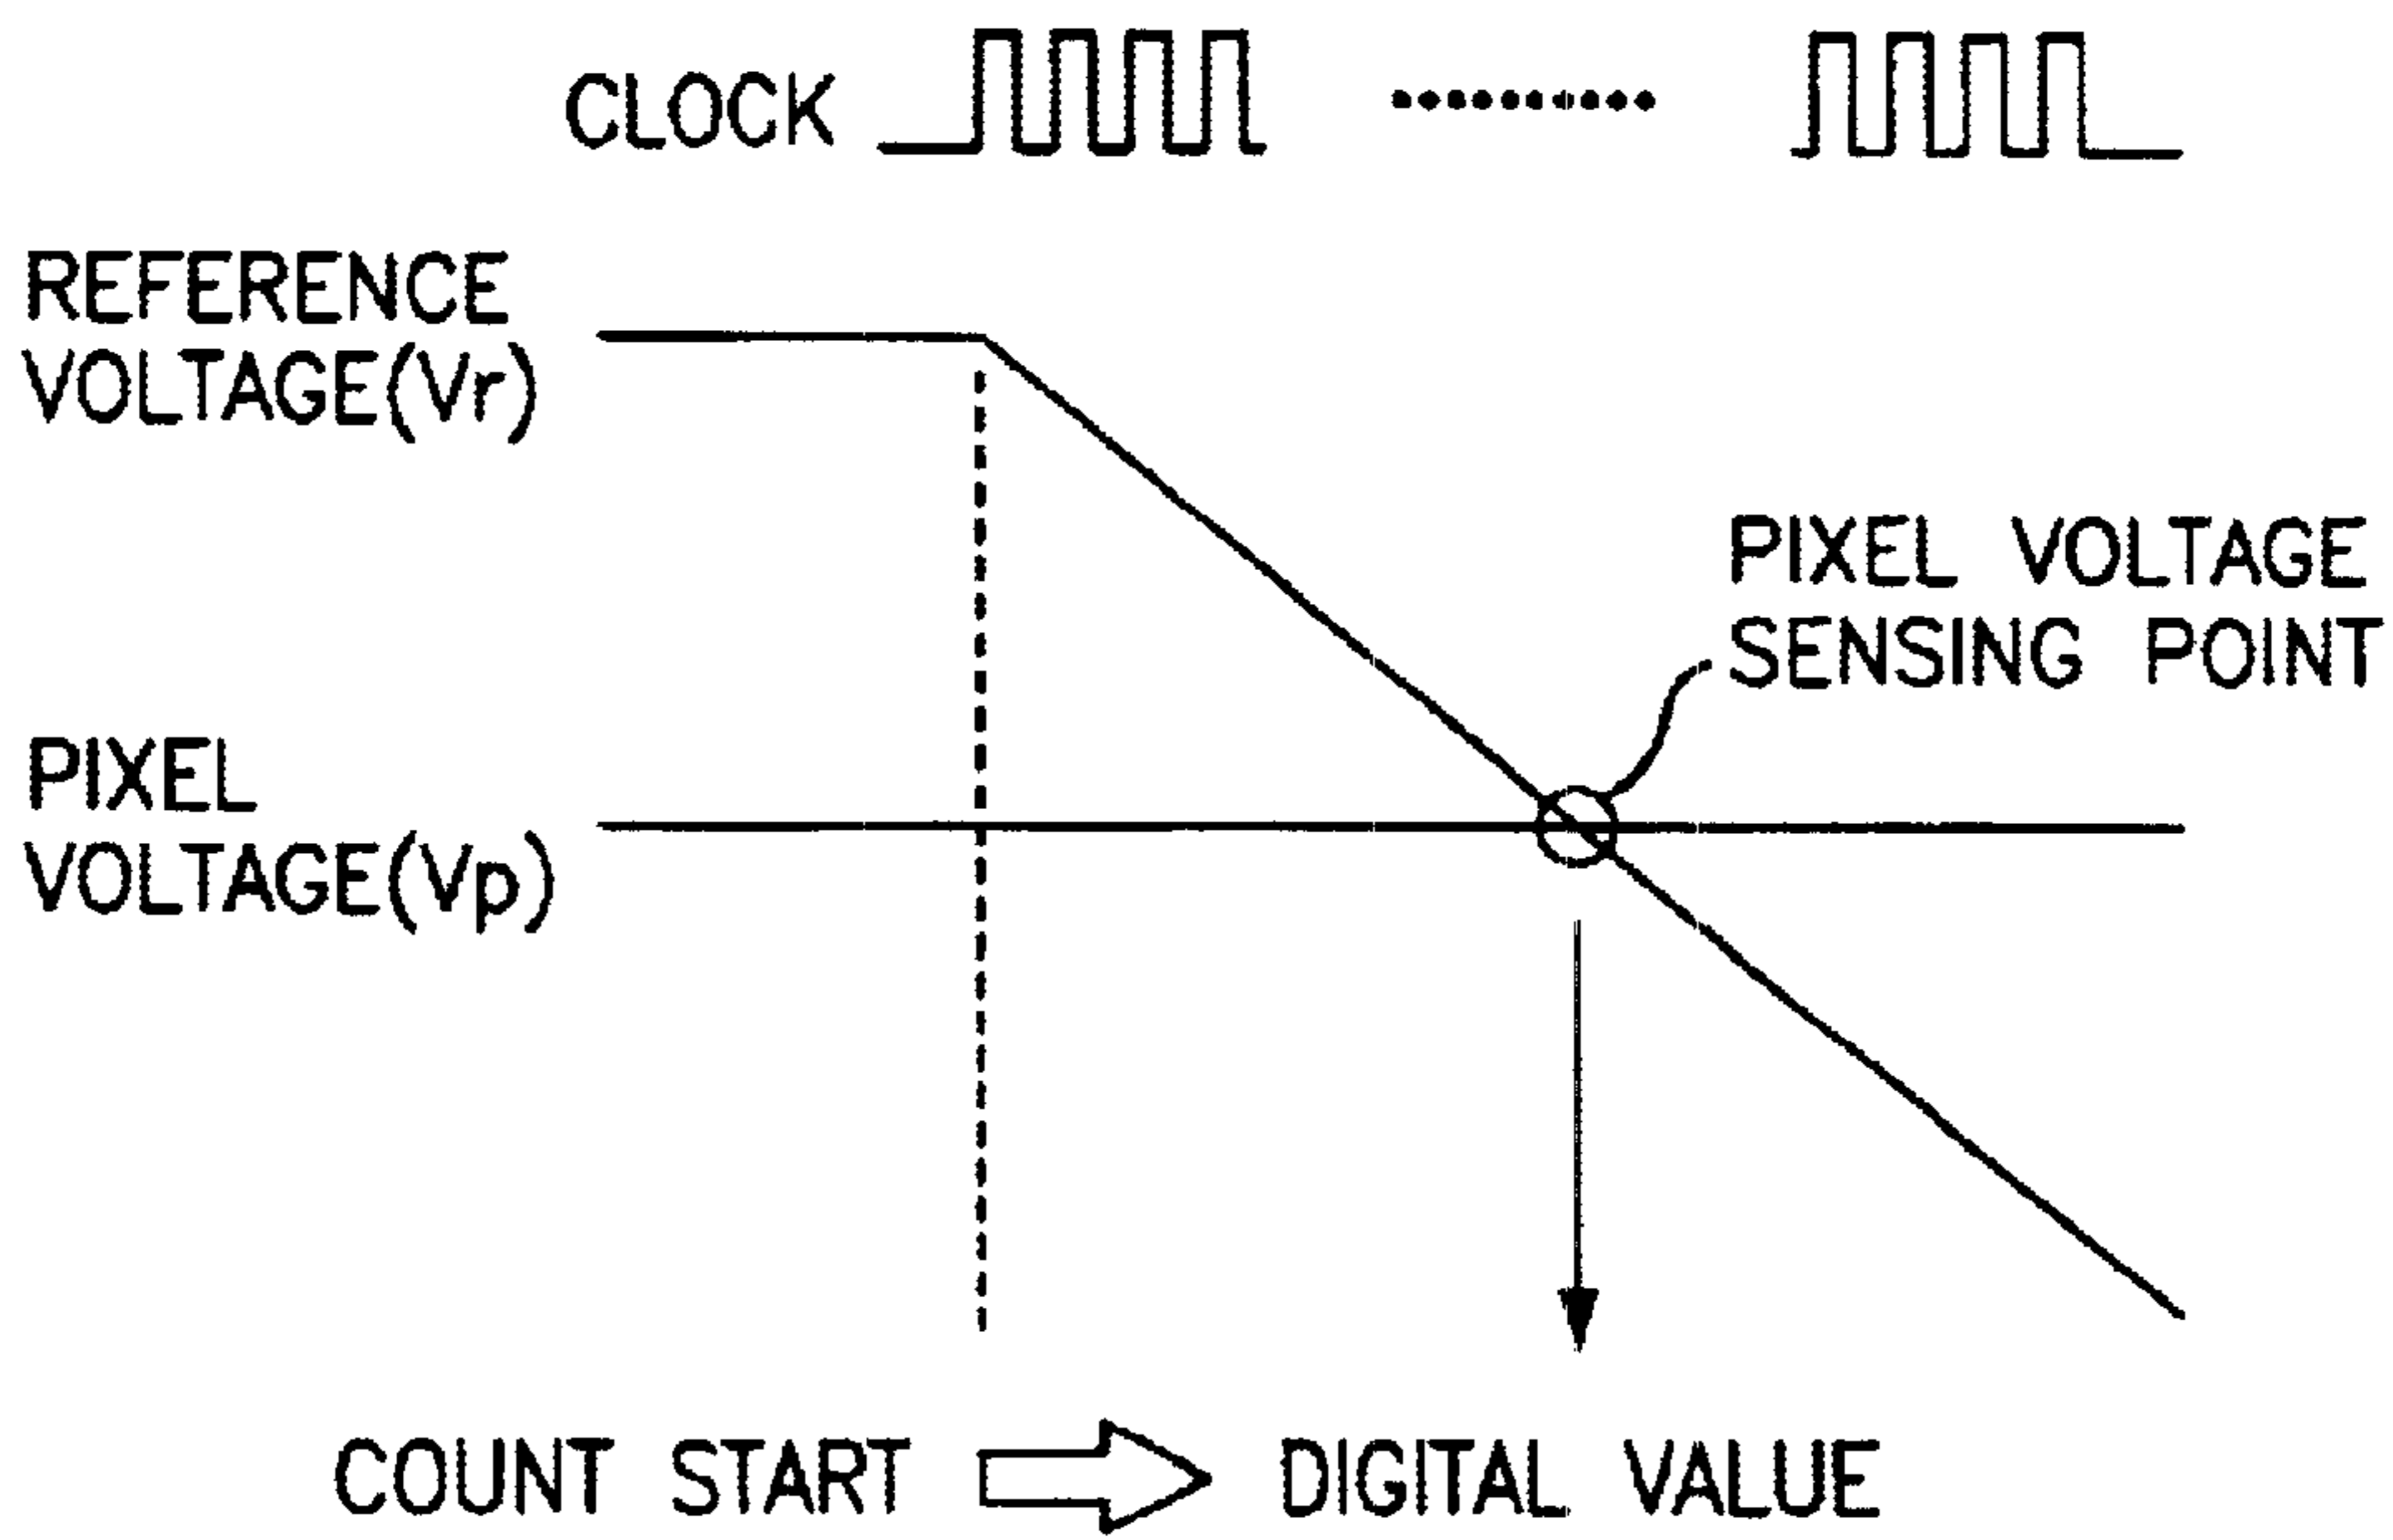 CLOCK
REFERENCE
VOLTAGE(Vr)
PIXEL VOLTAGE
SENSING POINT
PIXEL
VOLTAGE(Vp)
COUNT START
DIGITAL VALUE